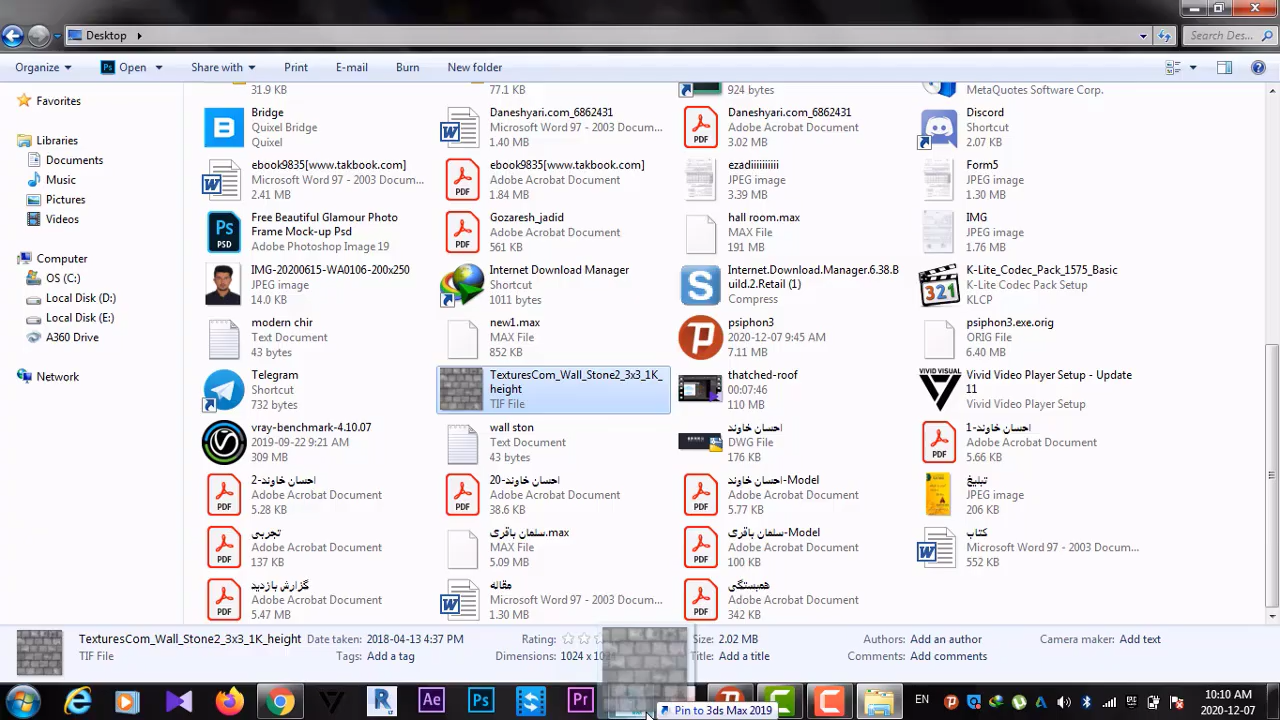 Desktop
Search Des...
Organize
Open
Share with
Print
E-mail
Burn
New folder
Favorites
Libraries
Documents
Music
Pictures
Videos
Computer
OS (C:)
Local Disk (D:)
Local Disk (E:)
A360 Drive
Network
31.9 KB
77.1 KB
924 bytes
MetaQuotes Software Corp.
Bridge
Quixel Bridge
Quixel
Daneshyari.com_6862431
Microsoft Word 97 - 2003 Docum...
1.40 MB
Daneshyari.com_6862431
Adobe Acrobat Document
3.02 MB
Discord
Shortcut
2.07 KB
ebook9835[www.takbook.com]
Microsoft Word 97 - 2003 Docum...
2.41 MB
ebook9835[www.takbook.com]
Adobe Acrobat Document
1.84 MB
ezadiiiiiiiiii
JPEG image
3.39 MB
Form5
JPEG image
1.30 MB
Free Beautiful Glamour Photo
Frame Mock-up Psd
Adobe Photoshop Image 19
Gozaresh_jadid
Adobe Acrobat Document
561 KB
hall room.max
MAX File
191 MB
IMG
JPEG image
1.76 MB
IMG-20200615-WA0106-200x250
JPEG image
14.0 KB
Internet Download Manager
Shortcut
1011 bytes
Internet.Download.Manager.6.38.B
uild.2.Retail (1)
Compress
K-Lite_Codec_Pack_1575_Basic
K-Lite Codec Pack Setup
KLCP
modern chir
Text Document
43 bytes
new1.max
MAX File
852 KB
psiphon3
2020-12-07 9:45 AM
7.11 MB
psiphon3.exe.orig
ORIG File
6.40 MB
Telegram
Shortcut
732 bytes
TexturesCom_Wall_Stone2_3x3_1K_
height
TIF File
thatched-roof
00:07:46
110 MB
Vivid Video Player Setup - Update
11
Vivid Video Player Setup
vray-benchmark-4.10.07
2019-09-22 9:21 AM
309 MB
wall ston
Text Document
43 bytes
احسان خاوند
DWG File
176 KB
احسان خاوند-1
Adobe Acrobat Document
5.66 KB
احسان خاوند-2
Adobe Acrobat Document
5.28 KB
احسان خاوند-20
Adobe Acrobat Document
38.6 KB
احسان خاوند-Model
Adobe Acrobat Document
5.77 KB
تبلیغ
JPEG image
206 KB
تجربی
Adobe Acrobat Document
137 KB
سلمان باقری.max
MAX File
5.09 MB
سلمان باقری-Model
Adobe Acrobat Document
100 KB
کتاب
Microsoft Word 97 - 2003 Docum...
552 KB
گزارش بازدید
Adobe Acrobat Document
5.47 MB
مقاله
Microsoft Word 97 - 2003 Docum...
1.30 MB
همبستگی
Adobe Acrobat Document
342 KB
TexturesCom_Wall_Stone2_3x3_1K_height Date taken: 2018-04-13 4:37 PM Rating: Size: 2.02 MB Authors: Add an author Camera maker: Add text
TIF File Tags: Add a tag Dimensions: 1024 x Title: Add a title Comments: Add comments
Pin to 3ds Max 2019
EN
10:10 AM
2020-12-07